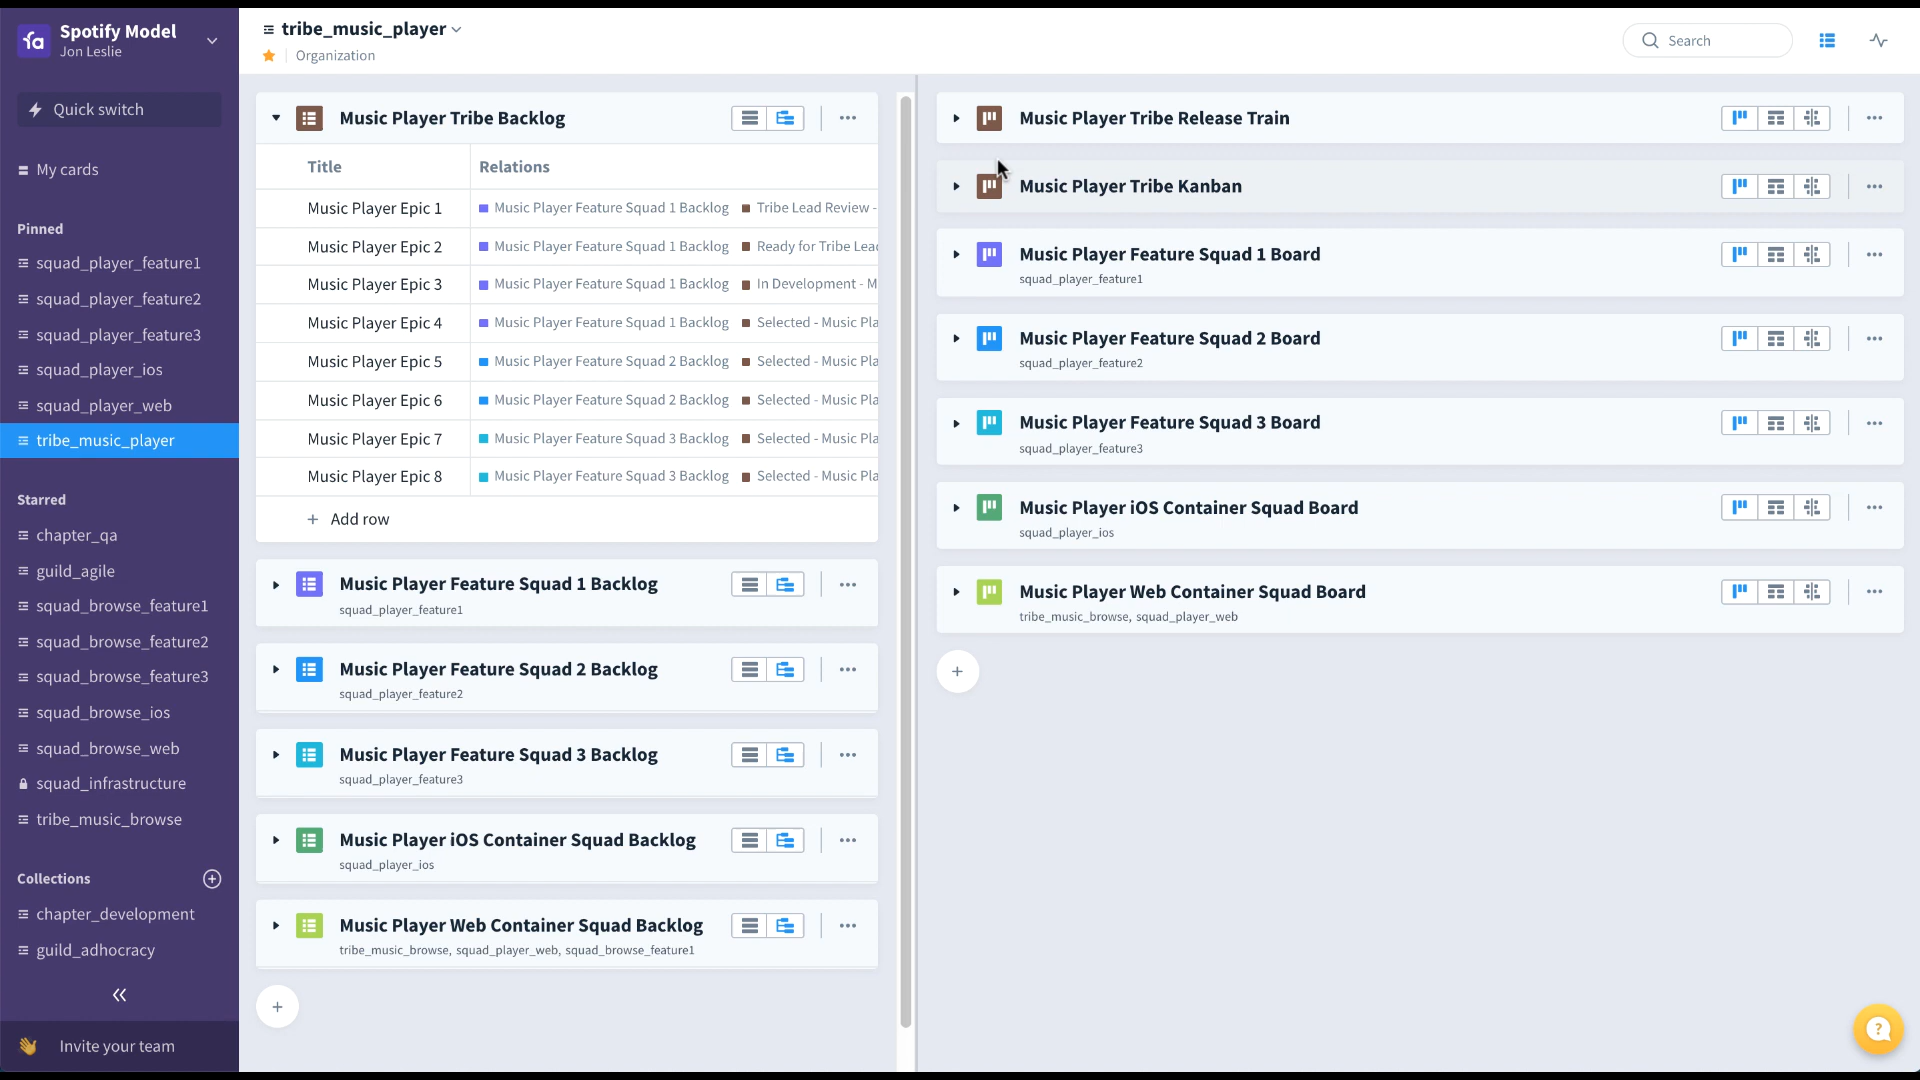 Spotify Model
Jon Leslie
Quick switch
My cards
Pinned
squad_player_feature1
squad_player_feature2
squad_player_feature3
squad_player_ios
squad_player_web
tribe_music_player
Starred
chapter_qa
guild_agile
squad_browse_feature1
squad_browse_feature2
squad_browse_feature3
squad_browse_ios
squad_browse_web
squad_infrastructure
tribe_music_browse
Collections
chapter_development
guild_adhocracy
Invite your team
tribe_music_player
Organization
Search
Music Player Tribe Backlog
Title Relations
Music Player Epic 1 Music Player Feature Squad 1 Backlog Tribe Lead Review -
Music Player Epic 2 Music Player Feature Squad 1 Backlog Ready for Tribe Lead
Music Player Epic 3 Music Player Feature Squad 1 Backlog In Development - M
Music Player Epic 4 Music Player Feature Squad 1 Backlog Selected - Music Pla
Music Player Epic 5 Music Player Feature Squad 2 Backlog Selected - Music Pla
Music Player Epic 6 Music Player Feature Squad 2 Backlog Selected - Music Pla
Music Player Epic 7 Music Player Feature Squad 3 Backlog Selected - Music Pla
Music Player Epic 8 Music Player Feature Squad 3 Backlog Selected - Music Pla
+ Add row
Music Player Feature Squad 1 Backlog
squad_player_feature1
Music Player Feature Squad 2 Backlog
squad_player_feature2
Music Player Feature Squad 3 Backlog
squad_player_feature3
Music Player iOS Container Squad Backlog
squad_player_ios
Music Player Web Container Squad Backlog
tribe_music_browse, squad_player_web, squad_browse_feature1
Music Player Tribe Release Train
Music Player Tribe Kanban
Music Player Feature Squad 1 Board
squad_player_feature1
Music Player Feature Squad 2 Board
squad_player_feature2
Music Player Feature Squad 3 Board
squad_player_feature3
Music Player iOS Container Squad Board
squad_player_ios
Music Player Web Container Squad Board
tribe_music_browse, squad_player_web